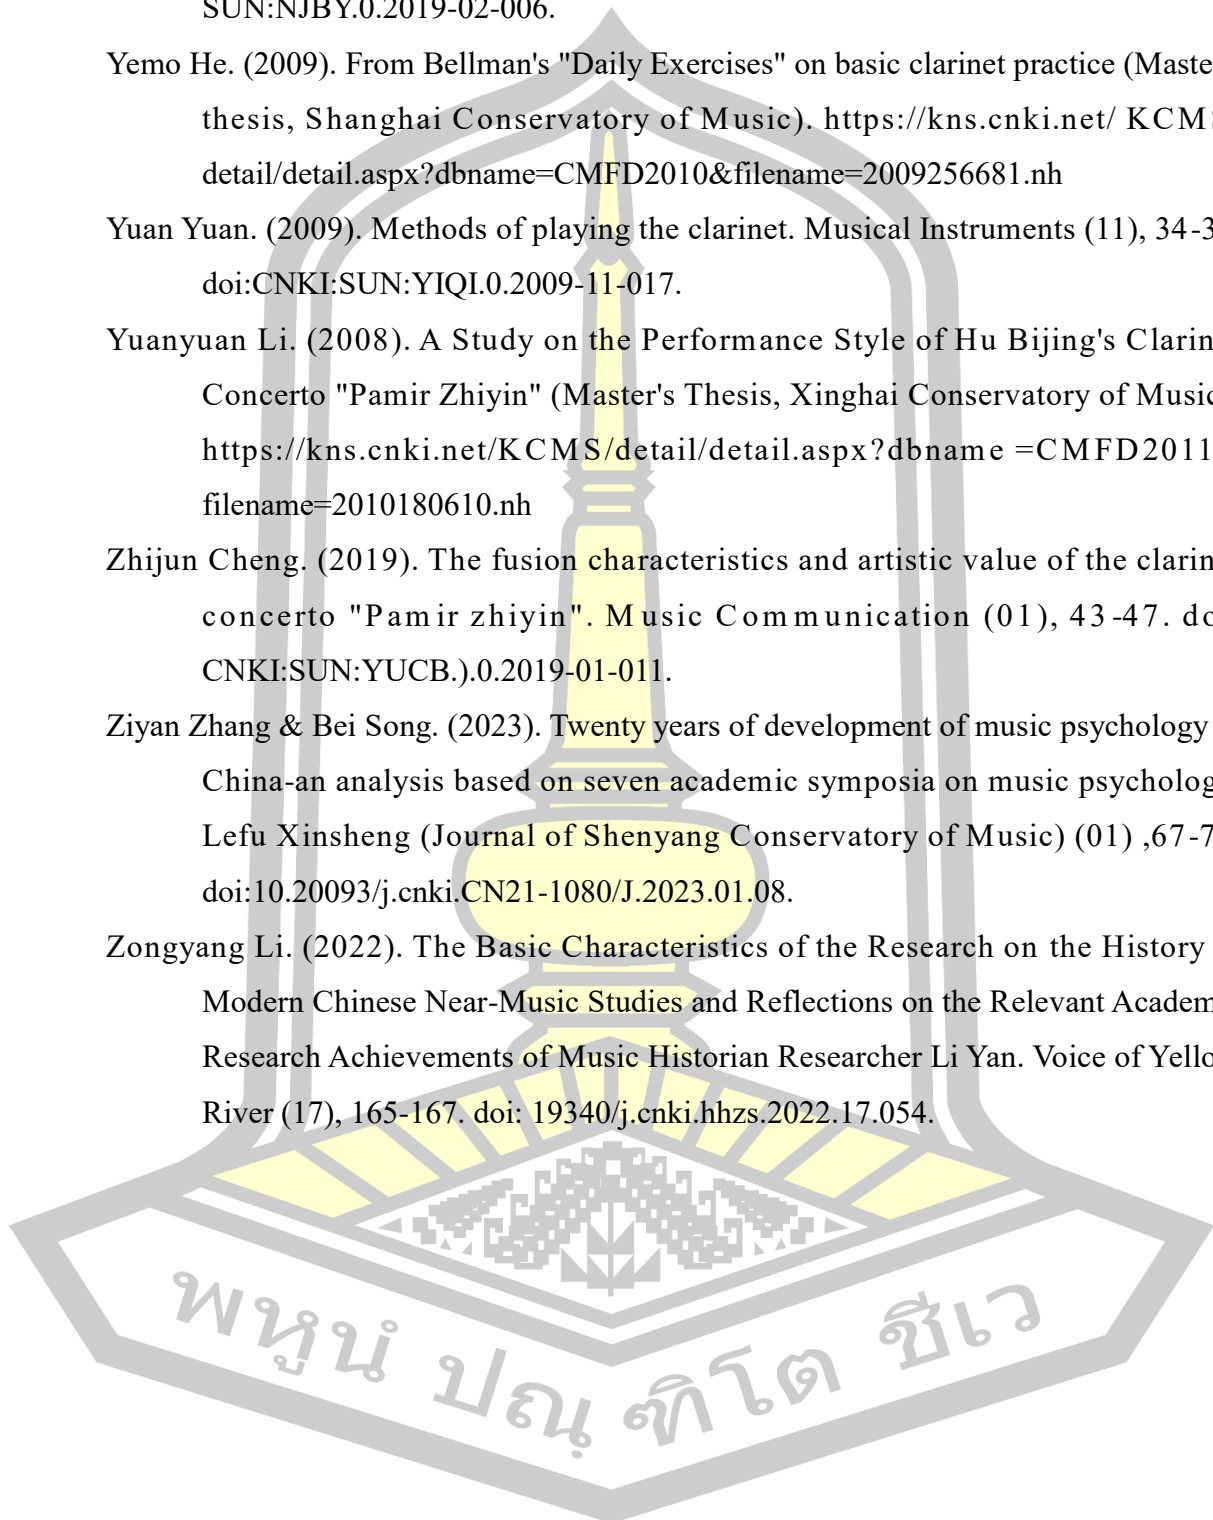 SUN:NJBY.0.2019-02-006.
Yemo He. (2009). From Bellman's "Daily Exercises" on basic clarinet practice (Maste
thesis, Shanghai Conservatory of Music). https://kns.cnki.net/ KCMS
detail/detail.aspx?dbname=CMFD2010&filename=2009256681.nh
Yuan Yuan. (2009). Methods of playing the clarinet. Musical Instruments (11), 34-3
doi:CNKI:SUN:YIQI.0.2009-11-017.
Yuanyuan Li. (2008). A Study on the Performance Style of Hu Bijing's Clarin
Concerto "Pamir Zhiyin" (Master's Thesis, Xinghai Conservatory of Music
https://kns.cnki.net/KCMS/detail/detail.aspx?dbname =CMFD2011
filename=2010180610.nh
Zhijun Cheng. (2019). The fusion characteristics and artistic value of the clarin
concerto "Pamir zhiyin". Music Communication (01), 43-47. do
CNKI:SUN:YUCB.).0.2019-01-011.
Ziyan Zhang & Bei Song. (2023). Twenty years of development of music psychology
China-an analysis based on seven academic symposia on music psycholog
Lefu Xinsheng (Journal of Shenyang Conservatory of Music) (01) ,67-7
doi:10.20093/j.cnki.CN21-1080/J.2023.01.08.
Zongyang Li. (2022). The Basic Characteristics of the Research on the History
Modern Chinese Near-Music Studies and Reflections on the Relevant Academ
Research Achievements of Music Historian Researcher Li Yan. Voice of Yello
River (17), 165-167. doi: 19340/j.cnki.hhzs.2022.17.054.
พหูนํ ปณฺฑิโต ชีเว